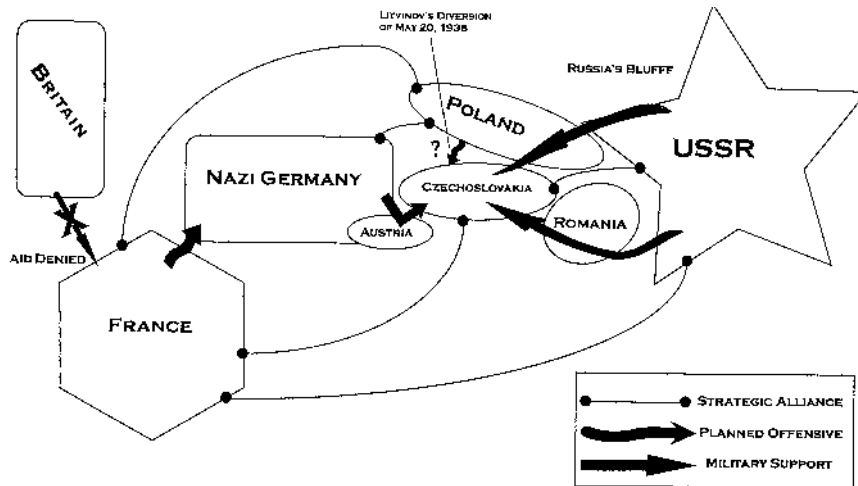 LITVINOV'S DIVERSION
OF MAY 20, 1938
RUSSIA'S BLUFFF
BRITAIN
POLAND
USSR
?
NAZI GERMANY
CZECHOSLOVAKIA
AUSTRIA
ROMANIA
AID DENIED
FRANCE
STRATEGIC ALLIANCE
PLANNED OFFENSIVE
MILITARY SUPPORT